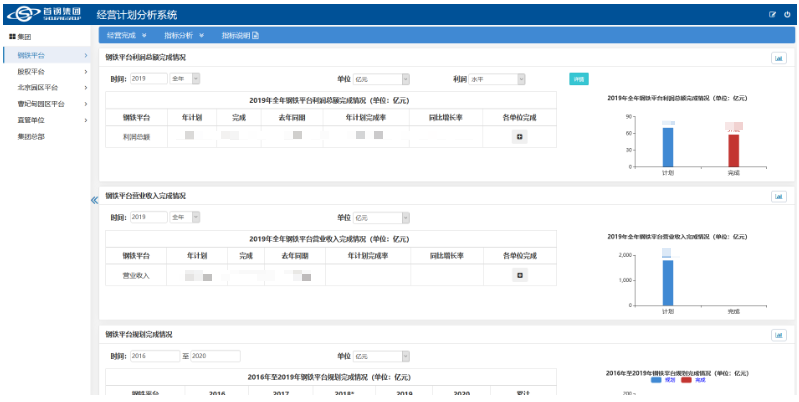 首钢集团 经营计划分析系统
SHOUGANG GROUP
集团 经营完成 指标分析 指标说明
钢铁平台
股权平台
北京园区平台
曹妃甸园区平台
直管单位
集团总部
钢铁平台利润总额完成情况
时间: 2019 全年 单位 亿元 利润 水平
2019年全年钢铁平台利润总额完成情况 (单位: 亿元)
钢铁平台 年计划 完成 去年同期 年计划完成率 同比增长率 各单位完成
利润总额
2019年全年钢铁平台利润总额完成情况 (单位: 亿元)
90
60
30
0
计划 完成
钢铁平台营业收入完成情况
时间: 2019 全年 单位 亿元
2019年全年钢铁平台营业收入完成情况 (单位: 亿元)
钢铁平台 年计划 完成 去年同期 年计划完成率 同比增长率 各单位完成
营业收入
2019年全年钢铁平台营业收入完成情况 (单位: 亿元)
2,000
1,000
0
计划 完成
钢铁平台规划完成情况
时间: 2016 至 2020 单位 亿元
2016年至2019年钢铁平台规划完成情况 (单位: 亿元)
钢铁平台 2016 2017 2018* 2019 2020 累计
2016年至2019年钢铁平台规划完成情况 (单位: 亿元)
规划 完成
200